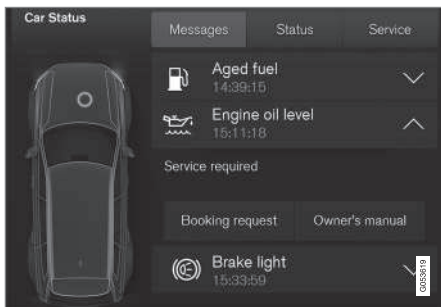 Car Status
Messages Status Service
Aged fuel
14:39:15
Engine oil level
15:11:18
Service required
Booking request Owner's manual
Brake light
15:33:59
G053619